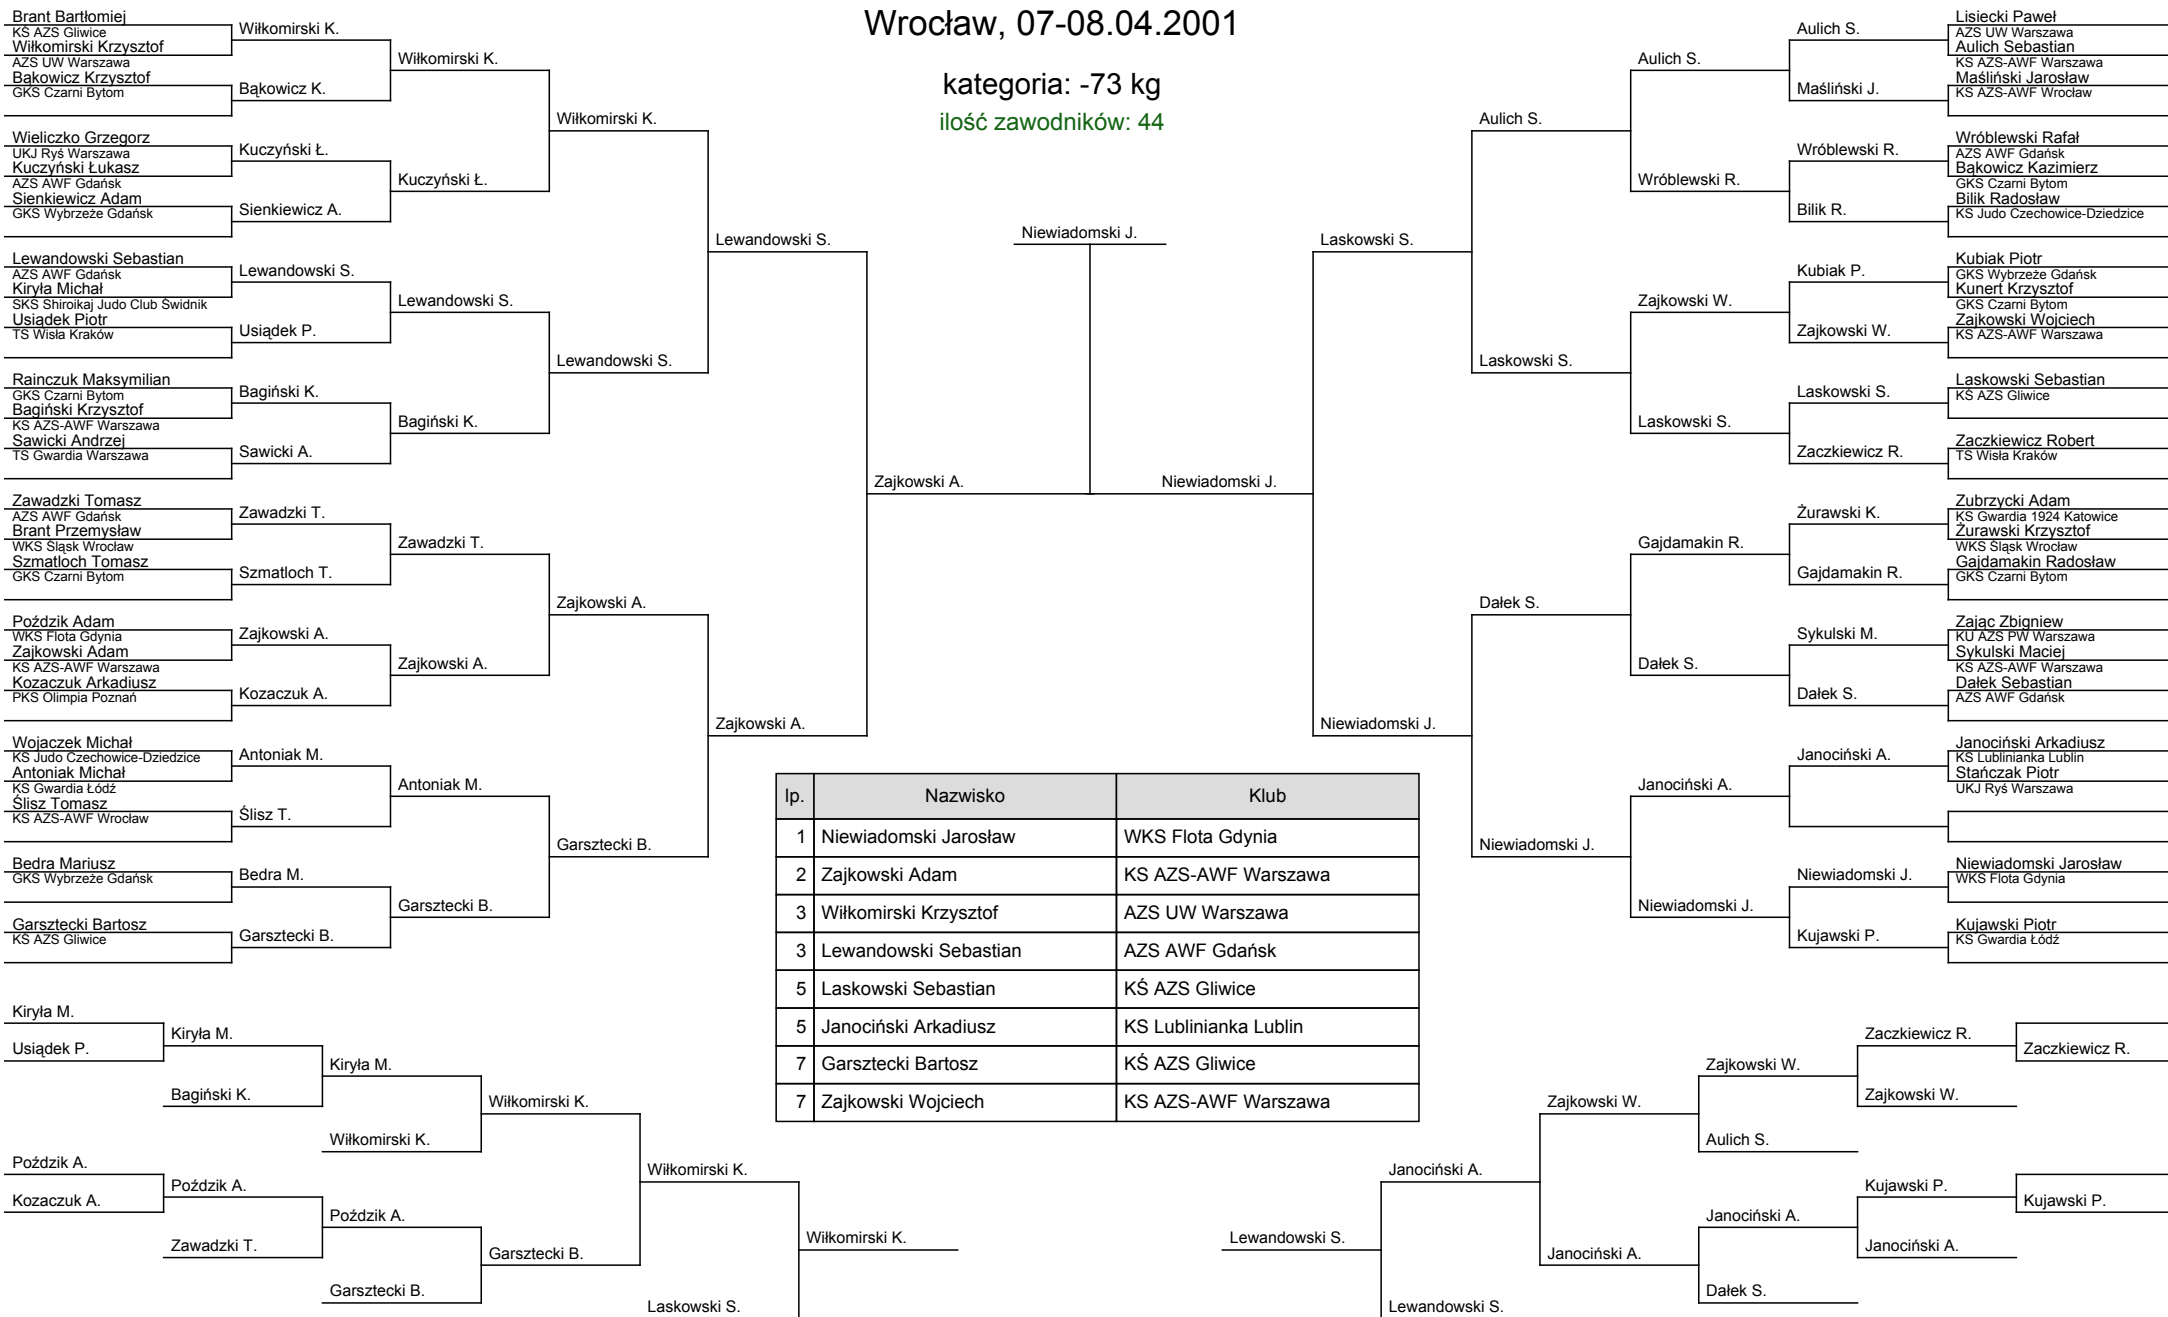 Wrocław, 07-08.04.2001
kategoria: -73 kg
ilość zawodników: 44
Brant Bartłomiej
KŚ AZS Gliwice
Wiłkomirski Krzysztof
AZS UW Warszawa
Bąkowicz Krzysztof
GKS Czarni Bytom
Wieliczko Grzegorz
UKJ Ryś Warszawa
Kuczyński Łukasz
AZS AWF Gdańsk
Sienkiewicz Adam
GKS Wybrzeże Gdańsk
Lewandowski Sebastian
AZS AWF Gdańsk
Kiryła Michał
SKS Shiroikaj Judo Club Świdnik
Usiądek Piotr
TS Wisła Kraków
Rainczuk Maksymilian
GKS Czarni Bytom
Bagiński Krzysztof
KS AZS-AWF Warszawa
Sawicki Andrzej
TS Gwardia Warszawa
Zawadzki Tomasz
AZS AWF Gdańsk
Brant Przemysław
WKS Śląsk Wrocław
Szmatloch Tomasz
GKS Czarni Bytom
Poździk Adam
WKS Flota Gdynia
Zajkowski Adam
KS AZS-AWF Warszawa
Kozaczuk Arkadiusz
PKS Olimpia Poznań
Wojaczek Michał
KS Judo Czechowice-Dziedzice
Antoniak Michał
KS Gwardia Łódź
Ślisz Tomasz
KS AZS-AWF Wrocław
Bedra Mariusz
GKS Wybrzeże Gdańsk
Garsztecki Bartosz
KŚ AZS Gliwice
Wiłkomirski K.
Bąkowicz K.
Kuczyński Ł.
Sienkiewicz A.
Lewandowski S.
Usiądek P.
Bagiński K.
Sawicki A.
Zawadzki T.
Szmatloch T.
Zajkowski A.
Kozaczuk A.
Antoniak M.
Ślisz T.
Bedra M.
Garsztecki B.
Wiłkomirski K.
Kuczyński Ł.
Lewandowski S.
Bagiński K.
Zawadzki T.
Zajkowski A.
Antoniak M.
Garsztecki B.
Wiłkomirski K.
Lewandowski S.
Zajkowski A.
Garsztecki B.
Lewandowski S.
Zajkowski A.
Zajkowski A.
Niewiadomski J.
Niewiadomski J.
Laskowski S.
Niewiadomski J.
Aulich S.
Laskowski S.
Dałek S.
Niewiadomski J.
Aulich S.
Wróblewski R.
Zajkowski W.
Laskowski S.
Gajdamakin R.
Dałek S.
Janociński A.
Niewiadomski J.
Aulich S.
Maśliński J.
Wróblewski R.
Bilik R.
Kubiak P.
Zajkowski W.
Laskowski S.
Zaczkiewicz R.
Żurawski K.
Gajdamakin R.
Sykulski M.
Dałek S.
Janociński A.
Niewiadomski J.
Kujawski P.
Lisiecki Paweł
AZS UW Warszawa
Aulich Sebastian
KS AZS-AWF Warszawa
Maśliński Jarosław
KS AZS-AWF Wrocław
Wróblewski Rafał
AZS AWF Gdańsk
Bąkowicz Kazimierz
GKS Czarni Bytom
Bilik Radosław
KS Judo Czechowice-Dziedzice
Kubiak Piotr
GKS Wybrzeże Gdańsk
Kunert Krzysztof
GKS Czarni Bytom
Zajkowski Wojciech
KS AZS-AWF Warszawa
Laskowski Sebastian
KŚ AZS Gliwice
Zaczkiewicz Robert
TS Wisła Kraków
Zubrzycki Adam
KS Gwardia 1924 Katowice
Żurawski Krzysztof
WKS Śląsk Wrocław
Gajdamakin Radosław
GKS Czarni Bytom
Zając Zbigniew
KU AZS PW Warszawa
Sykulski Maciej
KS AZS-AWF Warszawa
Dałek Sebastian
AZS AWF Gdańsk
Janociński Arkadiusz
KS Lublinianka Lublin
Stańczak Piotr
UKJ Ryś Warszawa
Niewiadomski Jarosław
WKS Flota Gdynia
Kujawski Piotr
KS Gwardia Łódź
lp. Nazwisko Klub
1 Niewiadomski Jarosław WKS Flota Gdynia
2 Zajkowski Adam KS AZS-AWF Warszawa
3 Wiłkomirski Krzysztof AZS UW Warszawa
3 Lewandowski Sebastian AZS AWF Gdańsk
5 Laskowski Sebastian KŚ AZS Gliwice
5 Janociński Arkadiusz KS Lublinianka Lublin
7 Garsztecki Bartosz KŚ AZS Gliwice
7 Zajkowski Wojciech KS AZS-AWF Warszawa
Kiryła M.
Usiądek P.
Poździk A.
Kozaczuk A.
Kiryła M.
Bagiński K.
Poździk A.
Zawadzki T.
Kiryła M.
Wiłkomirski K.
Poździk A.
Garsztecki B.
Wiłkomirski K.
Garsztecki B.
Wiłkomirski K.
Laskowski S.
Wiłkomirski K.
Lewandowski S.
Janociński A.
Lewandowski S.
Zajkowski W.
Janociński A.
Zajkowski W.
Aulich S.
Janociński A.
Dałek S.
Zaczkiewicz R.
Zajkowski W.
Kujawski P.
Janociński A.
Zaczkiewicz R.
Kujawski P.